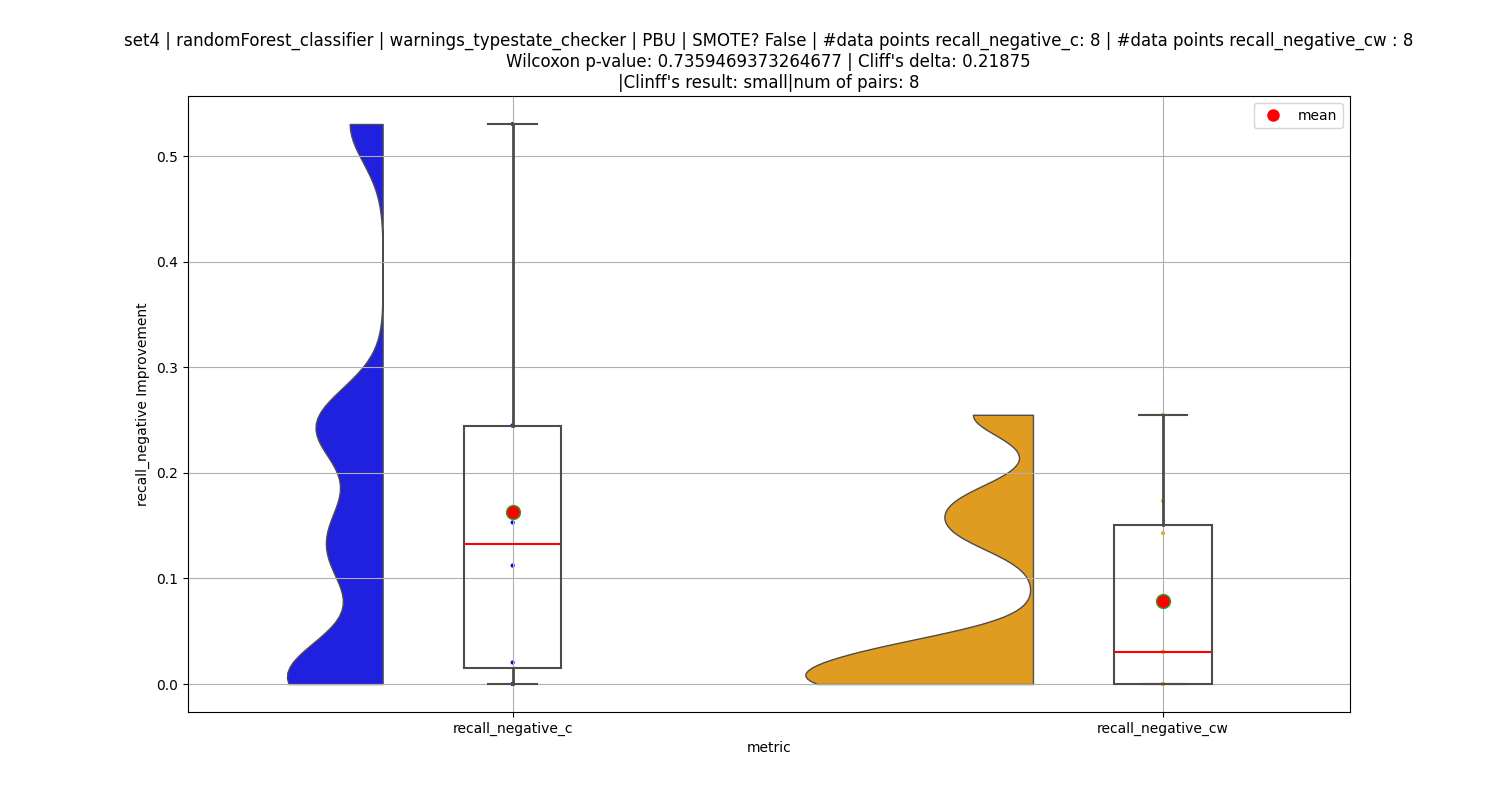 set4 | randomForest_classifier | warnings_typestate_checker | PBU | SMOTE? False | #data points recall_negative_c: 8 | #data points recall_negative_cw : 8
Wilcoxon p-value: 0.7359469373264677 | Cliff's delta: 0.21875
|Clinff's result: small|num of pairs: 8
mean
0.5
0.4
0.3
0.2
0.1
0.0
recall_negative Improvement
recall_negative_c
recall_negative_cw
metric